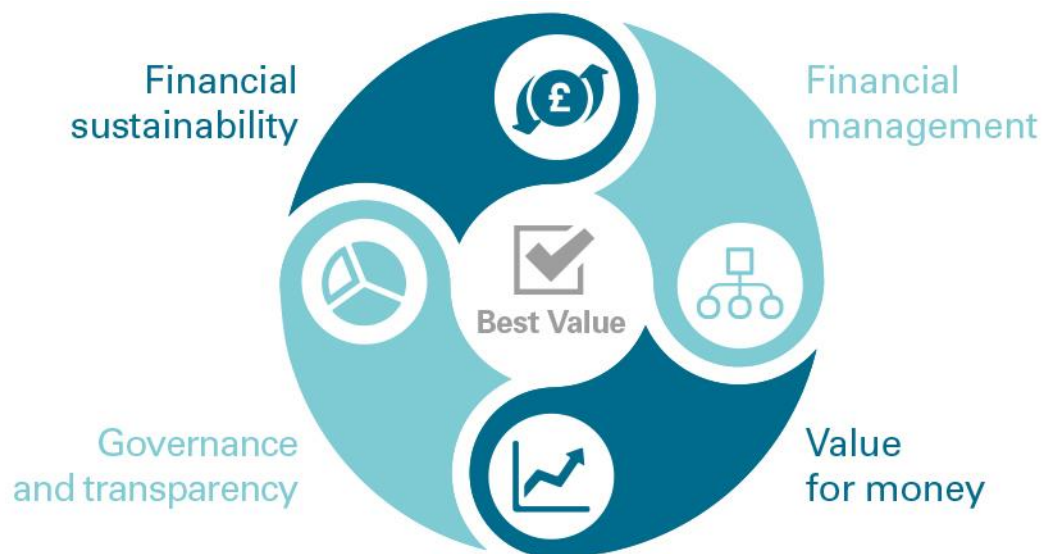 Financial
sustainability
Financial
management
£
Best Value
Governance
and transparency
Value
for money